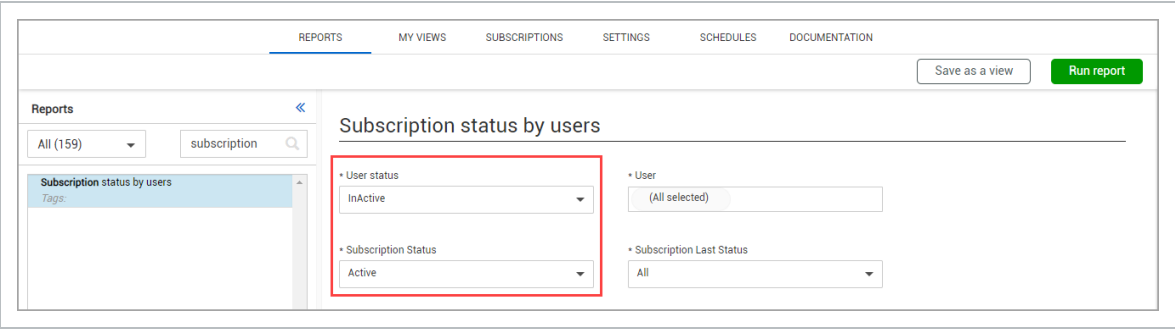 REPORTS MY VIEWS SUBSCRIPTIONS SETTINGS SCHEDULES DOCUMENTATION
Save as a view Run report
Reports
All (159) subscription
Subscription status by users
Tags:
Subscription status by users
* User status * User
InActive (All selected)
* Subscription Status * Subscription Last Status
Active All